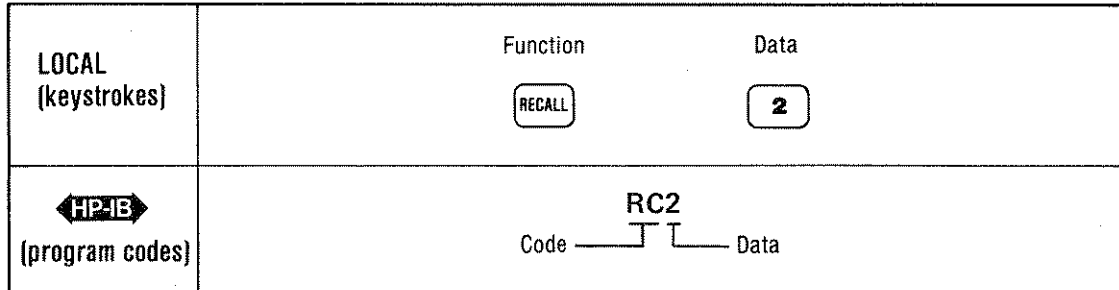 LOCAL
(keystrokes)
Function Data
RECALL 2
HP-IB
(program codes)
RC2
Code Data